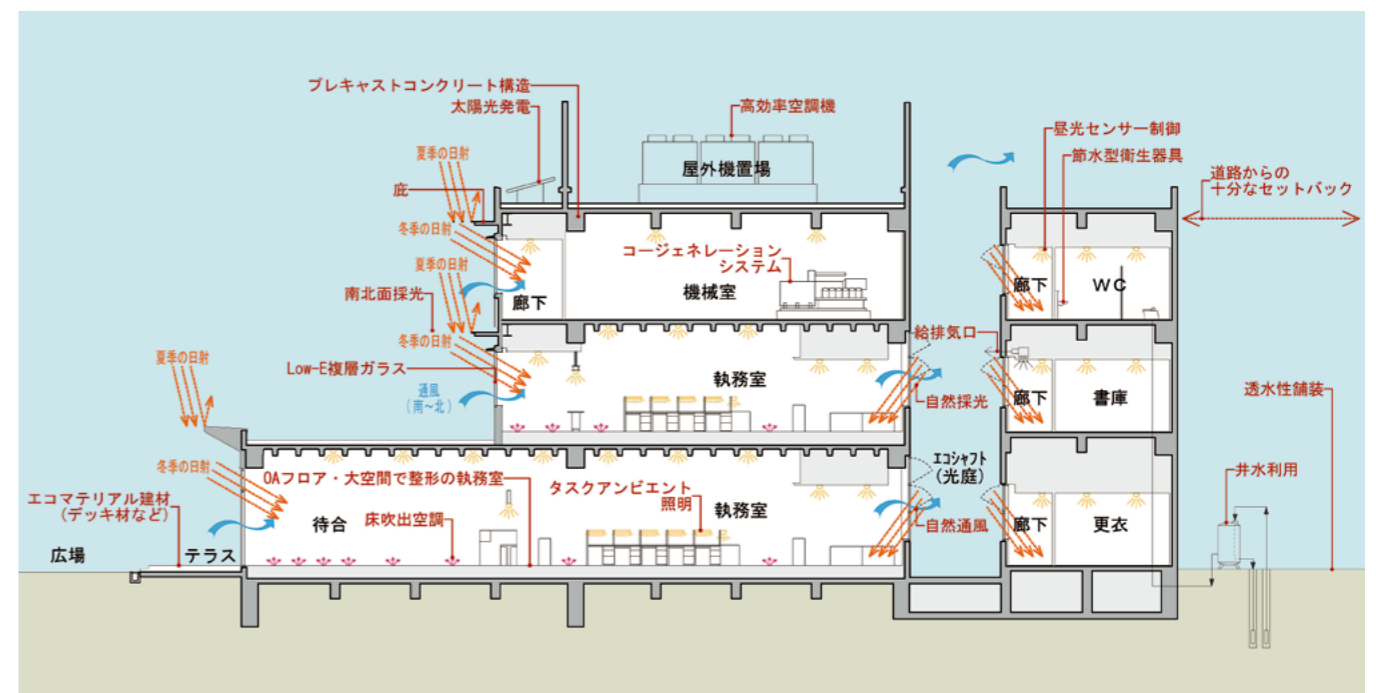 プレキャストコンクリート構造
太陽光発電
高効率空調機
屋外機置場
昼光センサー制御
節水型衛生器具
道路からの
十分なセットバック
夏季の日射
庇
冬季の日射
夏季の日射
南北面採光
冬季の日射
コージェネレーション
システム
廊下
機械室
廊下
WC
夏季の日射
Low-E複層ガラス
通風
(南~北)
執務室
給排気口
自然採光
廊下
書庫
透水性舗装
冬季の日射
エコマテリアル建材
(デッキ材など)
OAフロア・大空間で整形の執務室
タスクアンビエント
照明
執務室
エコシャフト
(光庭)
井水利用
待合
床吹出空調
自然通風
廊下
更衣
広場
テラス